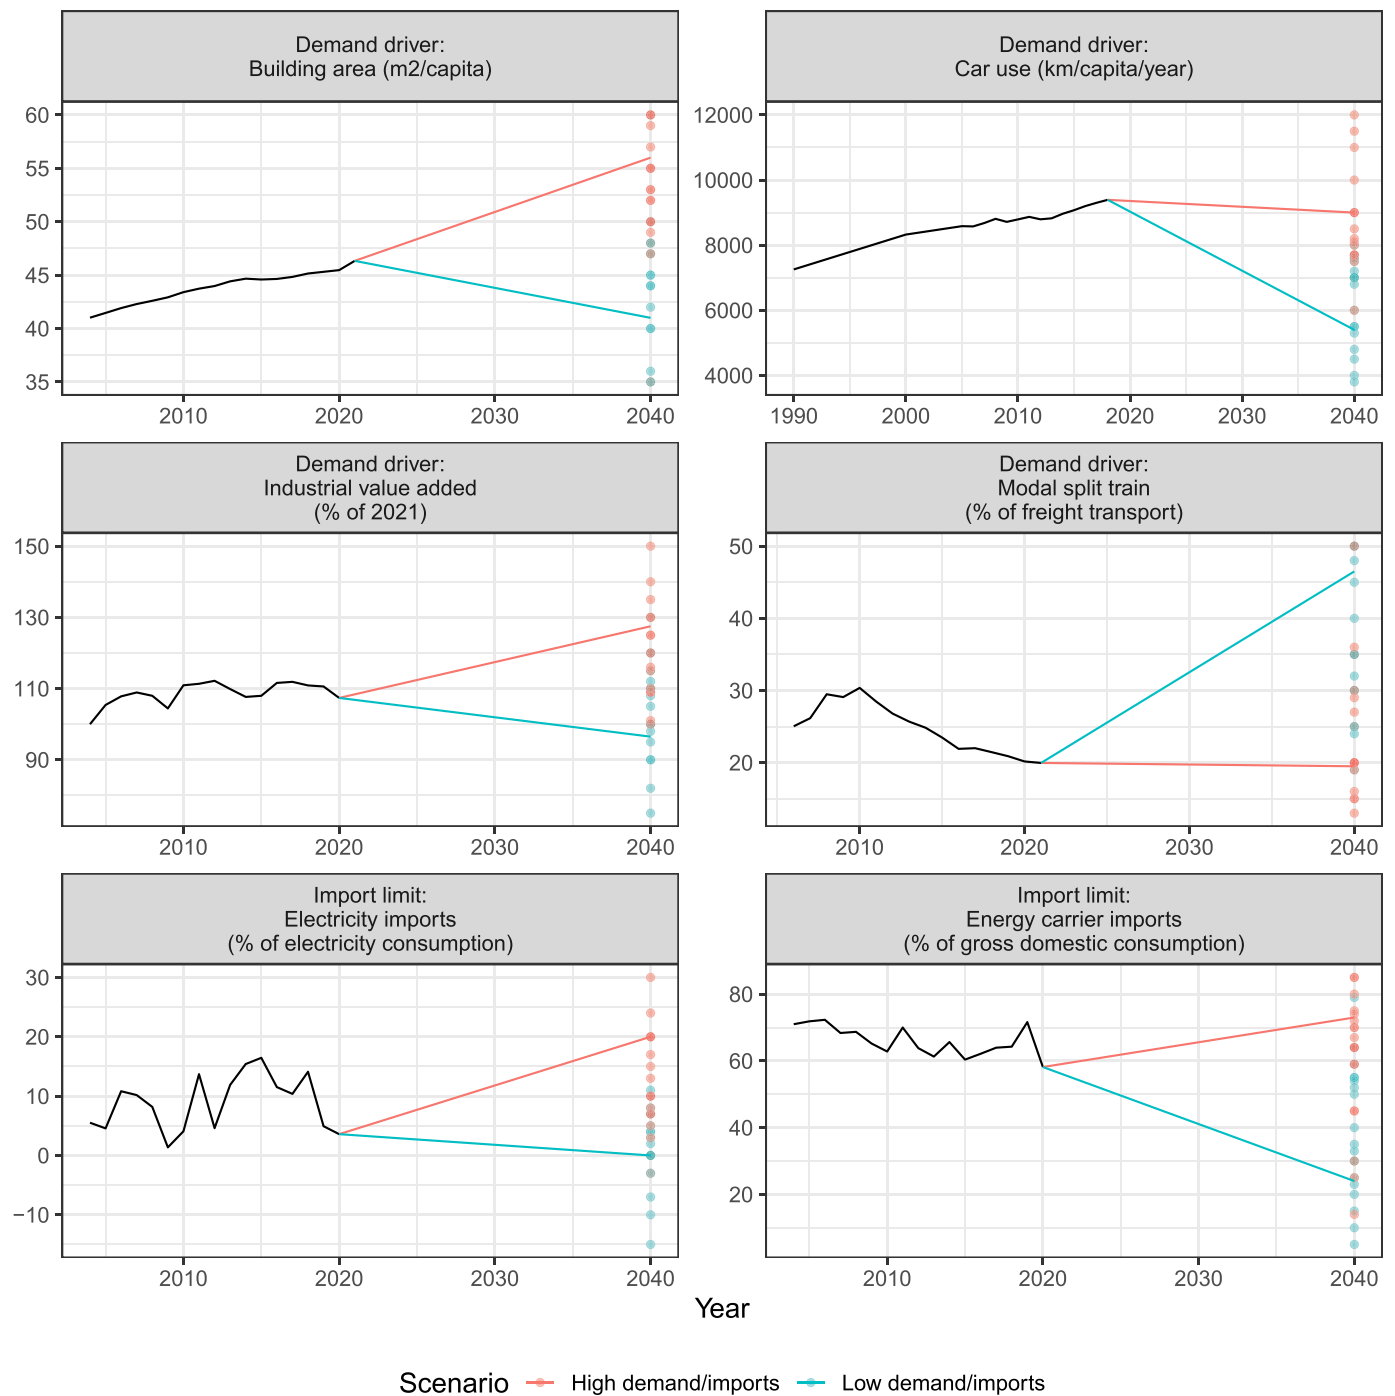 Demand driver:
Building area (m2/capita)
60
55
50
45
40
35
2010 2020 2030 2040
Demand driver:
Car use (km/capita/year)
12000
10000
8000
6000
4000
1990 2000 2010 2020 2030 2040
Demand driver:
Industrial value added
(% of 2021)
150
130
110
90
2010 2020 2030 2040
Demand driver:
Modal split train
(% of freight transport)
50
40
30
20
2010 2020 2030 2040
Import limit:
Electricity imports
(% of electricity consumption)
30
20
10
0
−10
2010 2020 2030 2040
Import limit:
Energy carrier imports
(% of gross domestic consumption)
80
60
40
20
2010 2020 2030 2040
Year
Scenario High demand/imports Low demand/imports